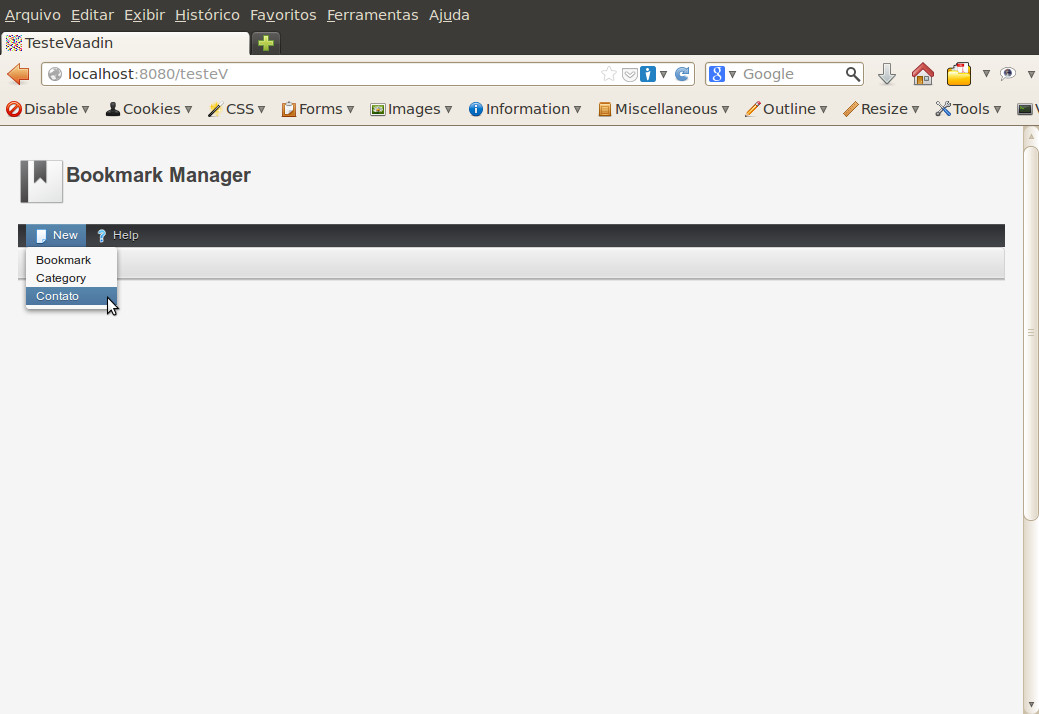 Arquivo Editar Exibir Histórico Favoritos Ferramentas Ajuda
TesteVaadin
localhost:8080/testeV Google
Disable Cookies CSS Forms Images Information Miscellaneous Outline Resize Tools
Bookmark Manager
New Help
Bookmark
Category
Contato